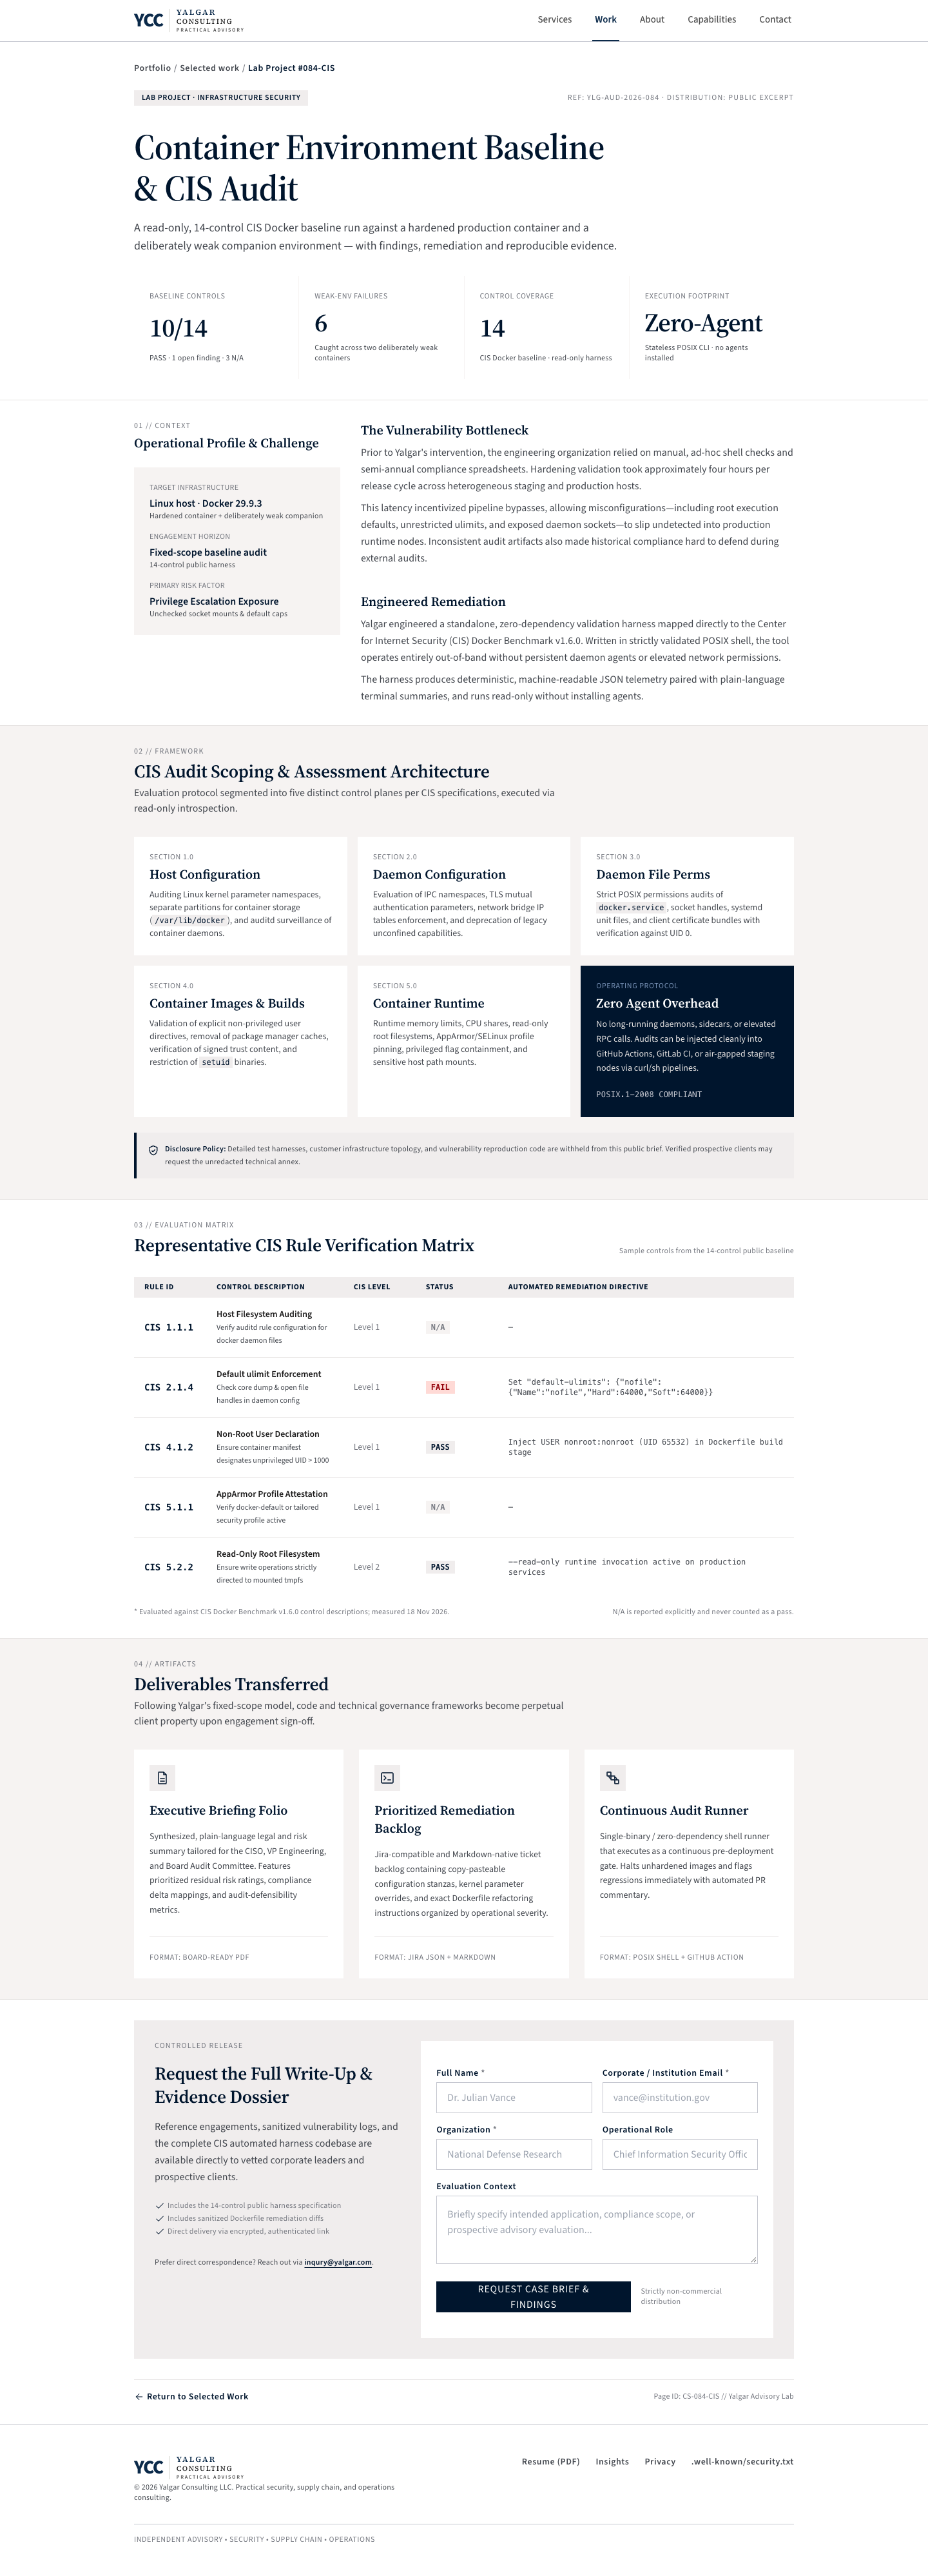 YCC YALGAR
CONSULTING
PRACTICAL ADVISORY
Services Work About Capabilities Contact
Portfolio / Selected work / Lab Project #084-CIS
LAB PROJECT · INFRASTRUCTURE SECURITY
REF: YLG-AUD-2026-084 · DISTRIBUTION: PUBLIC EXCERPT
Container Environment Baseline
& CIS Audit
A read-only, 14-control CIS Docker baseline run against a hardened production container and a
deliberately weak companion environment — with findings, remediation and reproducible evidence.
BASELINE CONTROLS
10/14
PASS · 1 open finding · 3 N/A
WEAK-ENV FAILURES
6
Caught across two deliberately weak
containers
CONTROL COVERAGE
14
CIS Docker baseline · read-only harness
EXECUTION FOOTPRINT
Zero-Agent
Stateless POSIX CLI · no agents
installed
01 // CONTEXT
Operational Profile & Challenge
TARGET INFRASTRUCTURE
Linux host · Docker 29.9.3
Hardened container + deliberately weak companion
ENGAGEMENT HORIZON
Fixed-scope baseline audit
14-control public harness
PRIMARY RISK FACTOR
Privilege Escalation Exposure
Unchecked socket mounts & default caps
The Vulnerability Bottleneck
Prior to Yalgar's intervention, the engineering organization relied on manual, ad-hoc shell checks and
semi-annual compliance spreadsheets. Hardening validation took approximately four hours per
release cycle across heterogeneous staging and production hosts.
This latency incentivized pipeline bypasses, allowing misconfigurations—including root execution
defaults, unrestricted ulimits, and exposed daemon sockets—to slip undetected into production
runtime nodes. Inconsistent audit artifacts also made historical compliance hard to defend during
external audits.
Engineered Remediation
Yalgar engineered a standalone, zero-dependency validation harness mapped directly to the Center
for Internet Security (CIS) Docker Benchmark v1.6.0. Written in strictly validated POSIX shell, the tool
operates entirely out-of-band without persistent daemon agents or elevated network permissions.
The harness produces deterministic, machine-readable JSON telemetry paired with plain-language
terminal summaries, and runs read-only without installing agents.
02 // FRAMEWORK
CIS Audit Scoping & Assessment Architecture
Evaluation protocol segmented into five distinct control planes per CIS specifications, executed via
read-only introspection.
SECTION 1.0
Host Configuration
Auditing Linux kernel parameter namespaces,
separate partitions for container storage
(/var/lib/docker), and auditd surveillance of
container daemons.
SECTION 2.0
Daemon Configuration
Evaluation of IPC namespaces, TLS mutual
authentication parameters, network bridge IP
tables enforcement, and deprecation of legacy
unconfined capabilities.
SECTION 3.0
Daemon File Perms
Strict POSIX permissions audits of
docker.service, socket handles, systemd
unit files, and client certificate bundles with
verification against UID 0.
SECTION 4.0
Container Images & Builds
Validation of explicit non-privileged user
directives, removal of package manager caches,
verification of signed trust content, and
restriction of setuid binaries.
SECTION 5.0
Container Runtime
Runtime memory limits, CPU shares, read-only
root filesystems, AppArmor/SELinux profile
pinning, privileged flag containment, and
sensitive host path mounts.
OPERATING PROTOCOL
Zero Agent Overhead
No long-running daemons, sidecars, or elevated
RPC calls. Audits can be injected cleanly into
GitHub Actions, GitLab CI, or air-gapped staging
nodes via curl/sh pipelines.
POSIX.1-2008 COMPLIANT
Disclosure Policy: Detailed test harnesses, customer infrastructure topology, and vulnerability reproduction code are withheld from this public brief. Verified prospective clients may
request the unredacted technical annex.
03 // EVALUATION MATRIX
Representative CIS Rule Verification Matrix
Sample controls from the 14-control public baseline
RULE ID CONTROL DESCRIPTION CIS LEVEL STATUS AUTOMATED REMEDIATION DIRECTIVE
CIS 1.1.1
Host Filesystem Auditing
Verify auditd rule configuration for
docker daemon files
Level 1
N/A
—
CIS 2.1.4
Default ulimit Enforcement
Check core dump & open file
handles in daemon config
Level 1
FAIL
Set "default-ulimits": {"nofile":
{"Name":"nofile","Hard":64000,"Soft":64000}}
CIS 4.1.2
Non-Root User Declaration
Ensure container manifest
designates unprivileged UID > 1000
Level 1
PASS
Inject USER nonroot:nonroot (UID 65532) in Dockerfile build
stage
CIS 5.1.1
AppArmor Profile Attestation
Verify docker-default or tailored
security profile active
Level 1
N/A
—
CIS 5.2.2
Read-Only Root Filesystem
Ensure write operations strictly
directed to mounted tmpfs
Level 2
PASS
--read-only runtime invocation active on production
services
* Evaluated against CIS Docker Benchmark v1.6.0 control descriptions; measured 18 Nov 2026.
N/A is reported explicitly and never counted as a pass.
04 // ARTIFACTS
Deliverables Transferred
Following Yalgar's fixed-scope model, code and technical governance frameworks become perpetual
client property upon engagement sign-off.
Executive Briefing Folio
Synthesized, plain-language legal and risk
summary tailored for the CISO, VP Engineering,
and Board Audit Committee. Features
prioritized residual risk ratings, compliance
delta mappings, and audit-defensibility
metrics.
FORMAT: BOARD-READY PDF
Prioritized Remediation
Backlog
Jira-compatible and Markdown-native ticket
backlog containing copy-pasteable
configuration stanzas, kernel parameter
overrides, and exact Dockerfile refactoring
instructions organized by operational severity.
FORMAT: JIRA JSON + MARKDOWN
Continuous Audit Runner
Single-binary / zero-dependency shell runner
that executes as a continuous pre-deployment
gate. Halts unhardened images and flags
regressions immediately with automated PR
commentary.
FORMAT: POSIX SHELL + GITHUB ACTION
CONTROLLED RELEASE
Request the Full Write-Up &
Evidence Dossier
Reference engagements, sanitized vulnerability logs, and
the complete CIS automated harness codebase are
available directly to vetted corporate leaders and
prospective clients.
Includes the 14-control public harness specification
Includes sanitized Dockerfile remediation diffs
Direct delivery via encrypted, authenticated link
Prefer direct correspondence? Reach out via inqury@yalgar.com.
Full Name *
Dr. Julian Vance
Corporate / Institution Email *
vance@institution.gov
Organization *
National Defense Research
Operational Role
Chief Information Security Offic
Evaluation Context
Briefly specify intended application, compliance scope, or
prospective advisory evaluation...
REQUEST CASE BRIEF &
FINDINGS
Strictly non-commercial
distribution
← Return to Selected Work
Page ID: CS-084-CIS // Yalgar Advisory Lab
YCC YALGAR
CONSULTING
PRACTICAL ADVISORY
© 2026 Yalgar Consulting LLC. Practical security, supply chain, and operations
consulting.
Resume (PDF) Insights Privacy .well-known/security.txt
INDEPENDENT ADVISORY • SECURITY • SUPPLY CHAIN • OPERATIONS